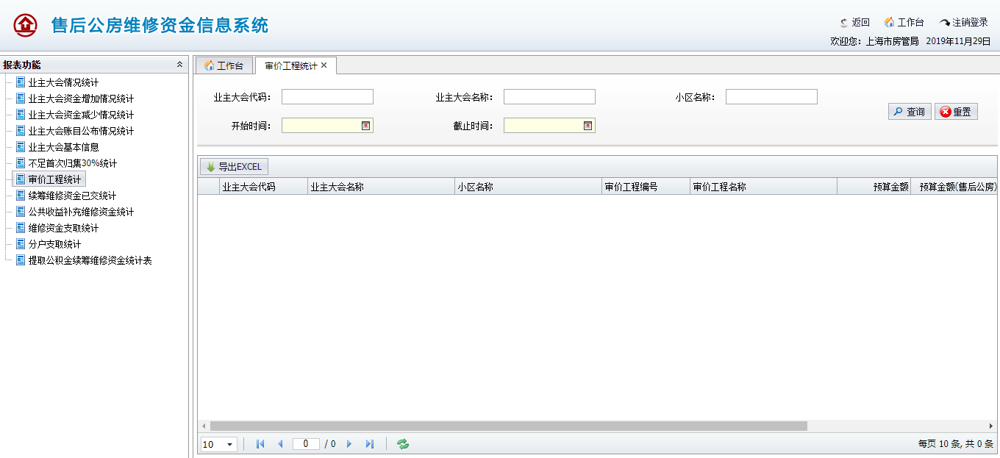 售后公房维修资金信息系统
返回 工作台 注销登录
欢迎您：上海市房管局 2019年11月29日
报表功能
业主大会情况统计
业主大会资金增加情况统计
业主大会资金减少情况统计
业主大会账目公布情况统计
业主大会基本信息
不足首次归集30%统计
审价工程统计
续筹维修资金已交统计
公共收益补充维修资金统计
维修资金支取统计
分户支取统计
提取公积金续筹维修资金统计表
工作台 审价工程统计
业主大会代码： 业主大会名称： 小区名称：
开始时间： 截止时间：
查询 重置
导出EXCEL
业主大会代码 业主大会名称 小区名称 审价工程编号 审价工程名称 预算金额 预算金额(售后公房)
10 0 / 0 每页 10 条, 共 0 条